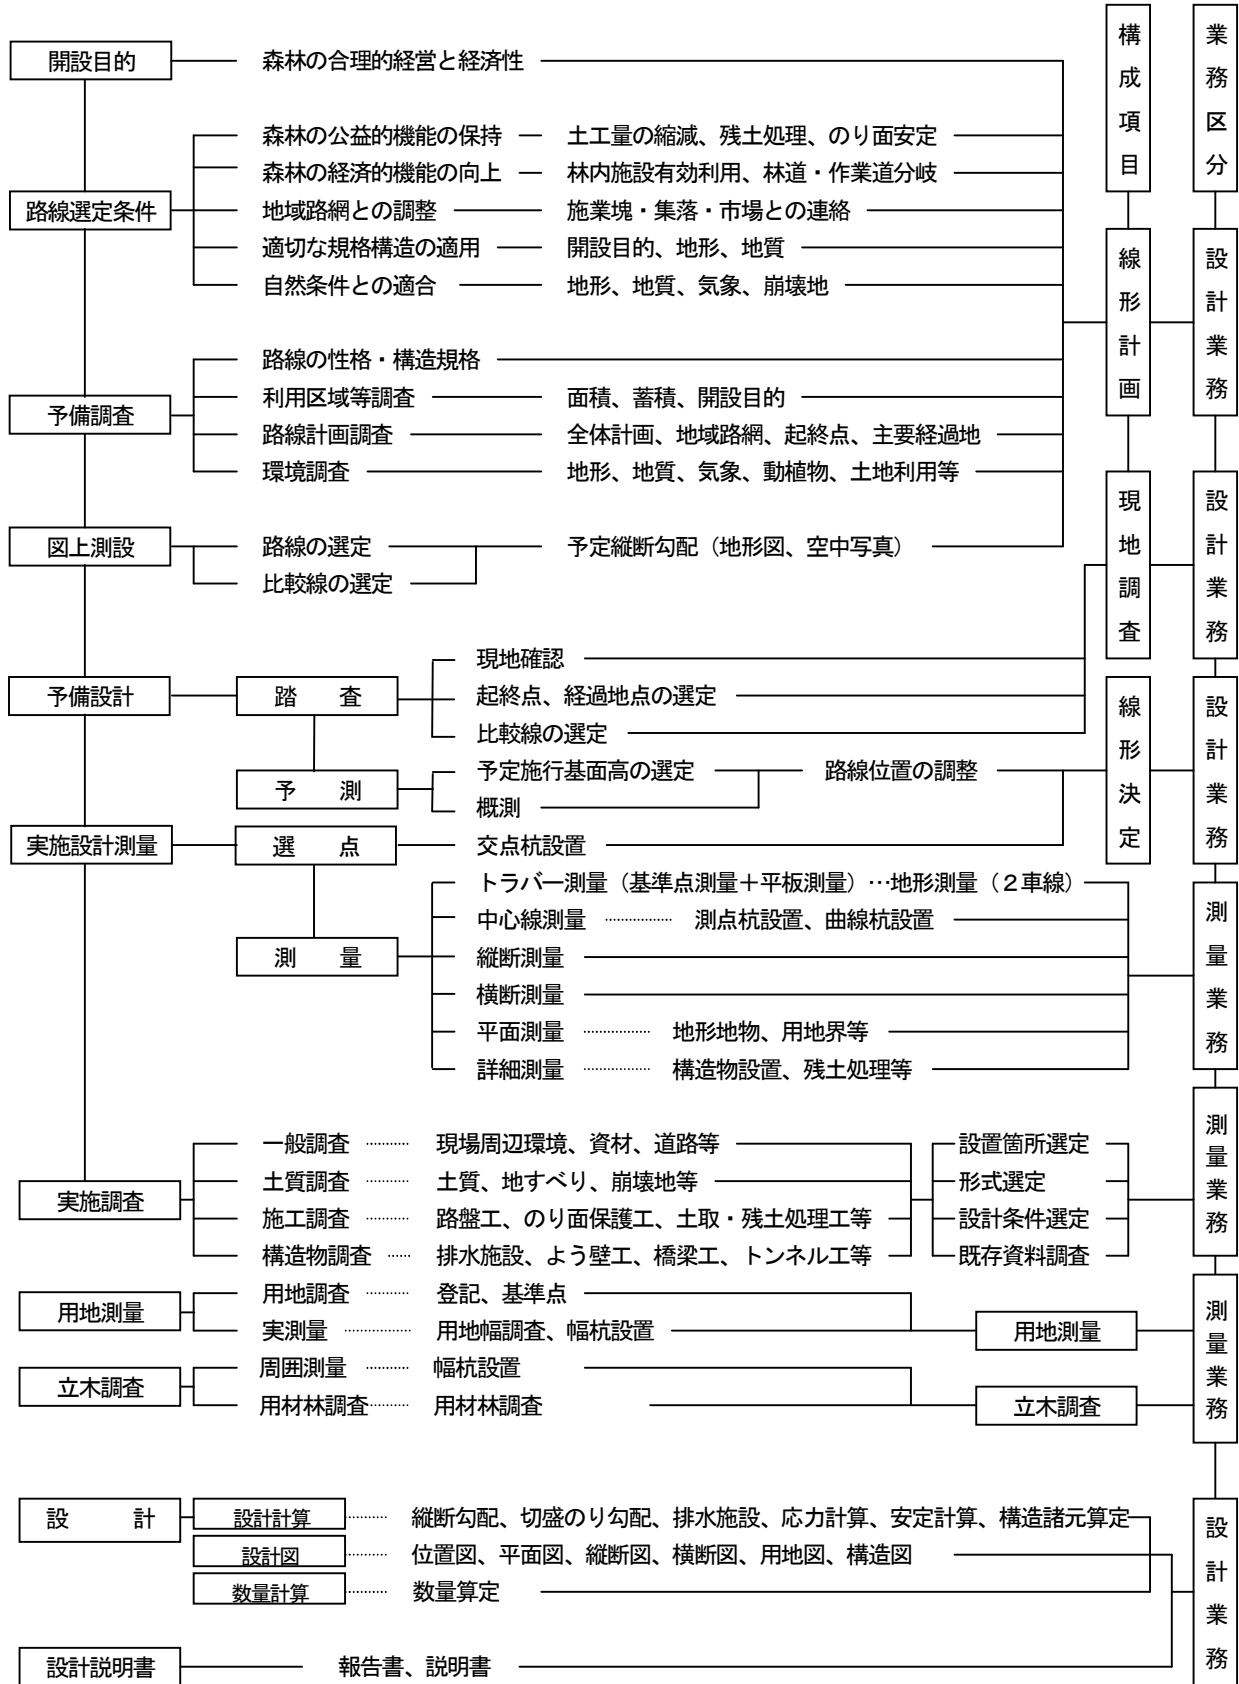 構成項目
業務区分
開設目的 森林の合理的経営と経済性
森林の公益的機能の保持 土工量の縮減、残土処理、のり面安定
森林の経済的機能の向上 林内施設有効利用、林道・作業道分岐
路線選定条件 地域路網との調整 施業塊・集落・市場との連絡
適切な規格構造の適用 開設目的、地形、地質
自然条件との適合 地形、地質、気象、崩壊地
線形計画
設計業務
路線の性格・構造規格
利用区域等調査 面積、蓄積、開設目的
予備調査
路線計画調査 全体計画、地域路網、起終点、主要経過地
環境調査 地形、地質、気象、動植物、土地利用等
図上測設 路線の選定 予定縦断勾配（地形図、空中写真）
比較線の選定
現地調査
設計業務
現地確認
予備設計 踏査 起終点、経過地点の選定
比較線の選定
予測 予定施行基面高の選定 路線位置の調整
概測
線形決定
設計業務
実施設計測量 選点 交点杭設置
トラバー測量（基準点測量＋平板測量）…地形測量（２車線）
中心線測量 ……… 測点杭設置、曲線杭設置
測量 縦断測量
横断測量
平面測量 ……… 地形地物、用地界等
詳細測量 ……… 構造物設置、残土処理等
測量業務
一般調査 ……… 現場周辺環境、資材、道路等 設置箇所選定
土質調査 ……… 土質、地すべり、崩壊地等 形式選定
実施調査
施工調査 ……… 路盤工、のり面保護工、土取・残土処理工等 設計条件選定
構造物調査 …… 排水施設、よう壁工、橋梁工、トンネル工等 既存資料調査
測量業務
用地測量 用地調査 ……… 登記、基準点
実測量 ……… 用地幅調査、幅杭設置 用地測量
立木調査 周囲測量 ……… 幅杭設置
用材林調査 ……… 用材林調査 立木調査
測量業務
設計 設計計算 ……… 縦断勾配、切盛のり勾配、排水施設、応力計算、安定計算、構造諸元算定
設計図 ……… 位置図、平面図、縦断図、横断図、用地図、構造図
数量計算 ……… 数量算定
設計説明書 報告書、説明書
設計業務